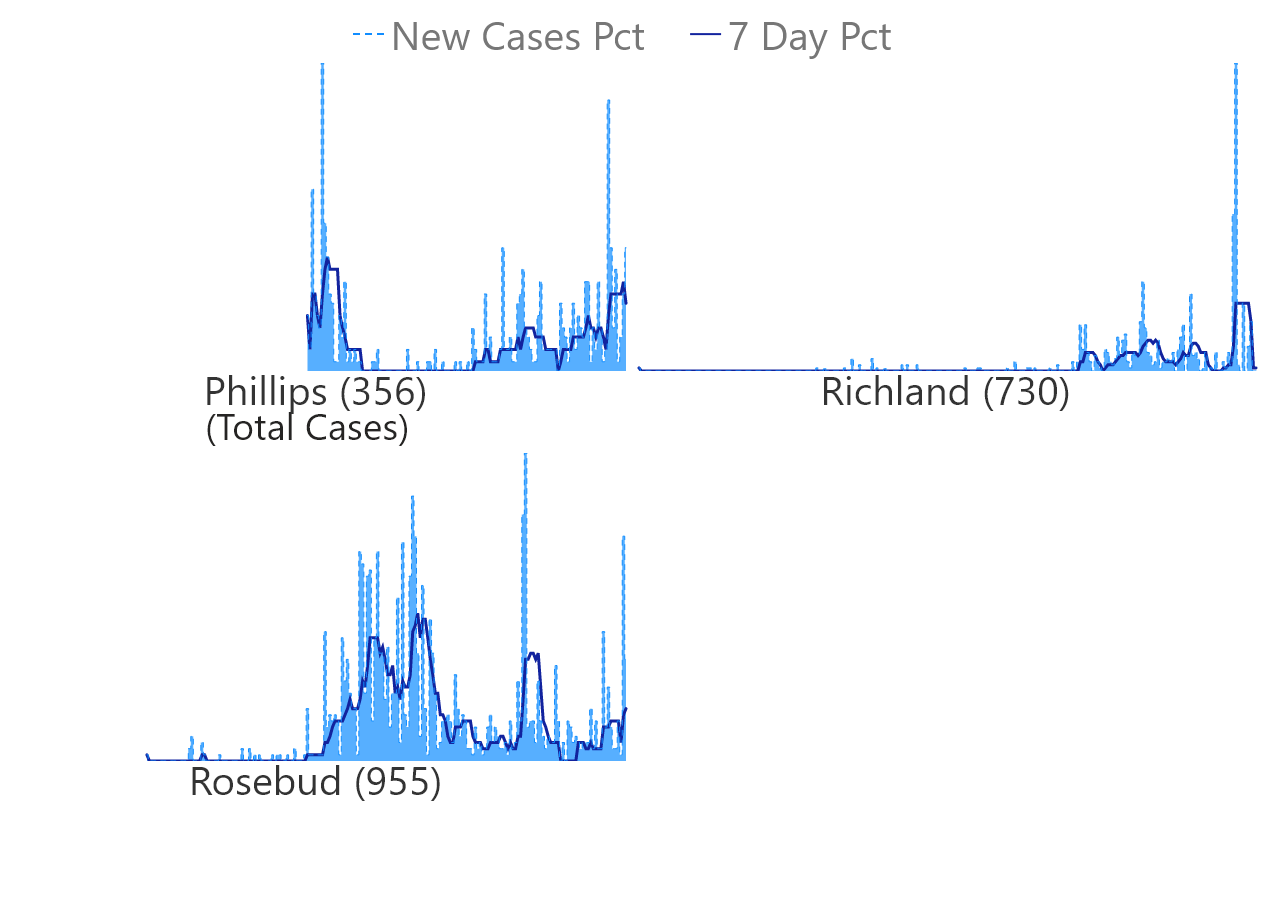 New Cases Pct 7 Day Pct
Phillips (356)
(Total Cases)
Richland (730)
Rosebud (955)